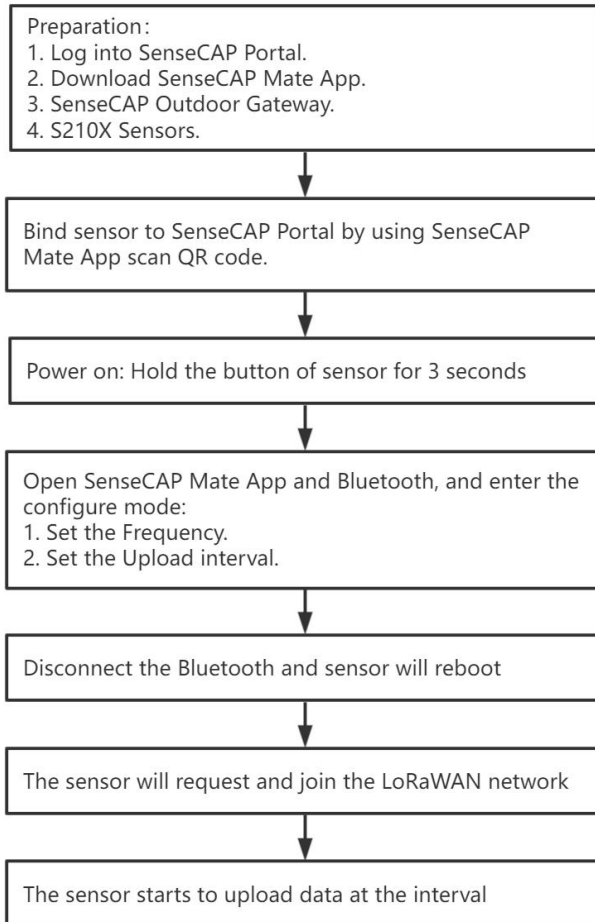 Preparation：
1. Log into SenseCAP Portal.
2. Download SenseCAP Mate App.
3. SenseCAP Outdoor Gateway.
4. S210X Sensors.
Bind sensor to SenseCAP Portal by using SenseCAP
Mate App scan QR code.
Power on: Hold the button of sensor for 3 seconds
Open SenseCAP Mate App and Bluetooth, and enter the
configure mode:
1. Set the Frequency.
2. Set the Upload interval.
Disconnect the Bluetooth and sensor will reboot
The sensor will request and join the LoRaWAN network
The sensor starts to upload data at the interval